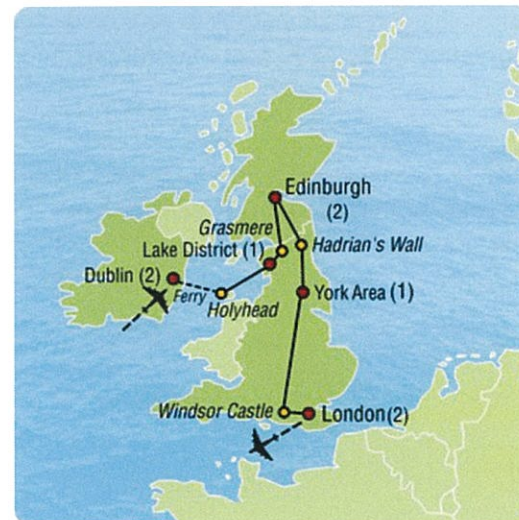 Edinburgh
(2)
Grasmere
Hadrian's Wall
Lake District (1)
Dublin (2)
Ferry
Holyhead
York Area (1)
Windsor Castle
London (2)